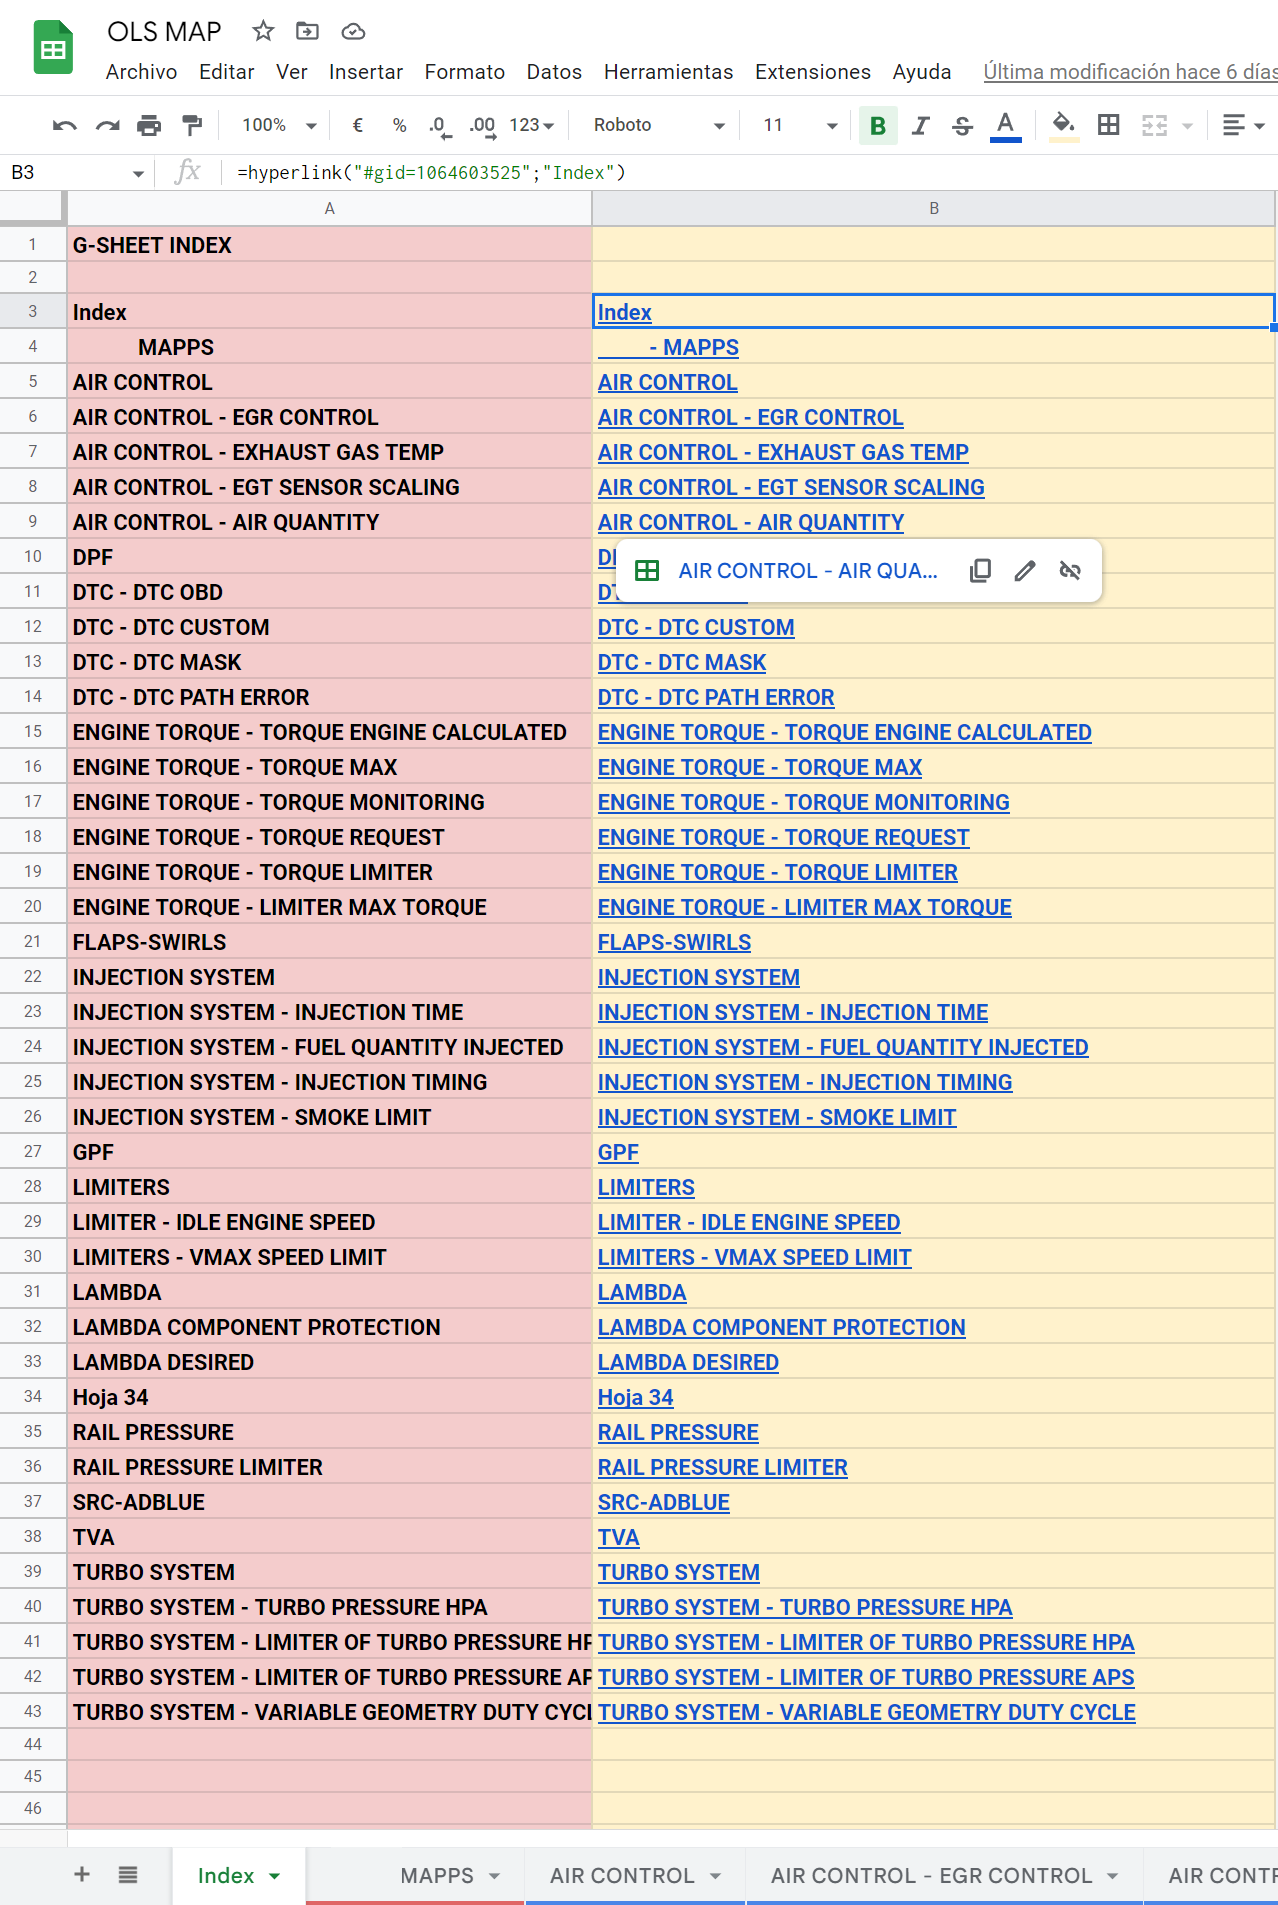 OLS MAP
Archivo Editar Ver Insertar Formato Datos Herramientas Extensiones Ayuda Última modificación hace 6 días
100% € % .0 .00 123 Roboto 11 B I S A
B3 fx =hyperlink("#gid=1064603525";"Index")
A B
1 G-SHEET INDEX
2
3 Index Index
4 MAPPS - MAPPS
5 AIR CONTROL AIR CONTROL
6 AIR CONTROL - EGR CONTROL AIR CONTROL - EGR CONTROL
7 AIR CONTROL - EXHAUST GAS TEMP AIR CONTROL - EXHAUST GAS TEMP
8 AIR CONTROL - EGT SENSOR SCALING AIR CONTROL - EGT SENSOR SCALING
9 AIR CONTROL - AIR QUANTITY AIR CONTROL - AIR QUANTITY
10 DPF
AIR CONTROL - AIR QUA...
11 DTC - DTC OBD
12 DTC - DTC CUSTOM DTC - DTC CUSTOM
13 DTC - DTC MASK DTC - DTC MASK
14 DTC - DTC PATH ERROR DTC - DTC PATH ERROR
15 ENGINE TORQUE - TORQUE ENGINE CALCULATED ENGINE TORQUE - TORQUE ENGINE CALCULATED
16 ENGINE TORQUE - TORQUE MAX ENGINE TORQUE - TORQUE MAX
17 ENGINE TORQUE - TORQUE MONITORING ENGINE TORQUE - TORQUE MONITORING
18 ENGINE TORQUE - TORQUE REQUEST ENGINE TORQUE - TORQUE REQUEST
19 ENGINE TORQUE - TORQUE LIMITER ENGINE TORQUE - TORQUE LIMITER
20 ENGINE TORQUE - LIMITER MAX TORQUE ENGINE TORQUE - LIMITER MAX TORQUE
21 FLAPS-SWIRLS FLAPS-SWIRLS
22 INJECTION SYSTEM INJECTION SYSTEM
23 INJECTION SYSTEM - INJECTION TIME INJECTION SYSTEM - INJECTION TIME
24 INJECTION SYSTEM - FUEL QUANTITY INJECTED INJECTION SYSTEM - FUEL QUANTITY INJECTED
25 INJECTION SYSTEM - INJECTION TIMING INJECTION SYSTEM - INJECTION TIMING
26 INJECTION SYSTEM - SMOKE LIMIT INJECTION SYSTEM - SMOKE LIMIT
27 GPF GPF
28 LIMITERS LIMITERS
29 LIMITER - IDLE ENGINE SPEED LIMITER - IDLE ENGINE SPEED
30 LIMITERS - VMAX SPEED LIMIT LIMITERS - VMAX SPEED LIMIT
31 LAMBDA LAMBDA
32 LAMBDA COMPONENT PROTECTION LAMBDA COMPONENT PROTECTION
33 LAMBDA DESIRED LAMBDA DESIRED
34 Hoja 34 Hoja 34
35 RAIL PRESSURE RAIL PRESSURE
36 RAIL PRESSURE LIMITER RAIL PRESSURE LIMITER
37 SRC-ADBLUE SRC-ADBLUE
38 TVA TVA
39 TURBO SYSTEM TURBO SYSTEM
40 TURBO SYSTEM - TURBO PRESSURE HPA TURBO SYSTEM - TURBO PRESSURE HPA
41 TURBO SYSTEM - LIMITER OF TURBO PRESSURE HP TURBO SYSTEM - LIMITER OF TURBO PRESSURE HPA
42 TURBO SYSTEM - LIMITER OF TURBO PRESSURE AP TURBO SYSTEM - LIMITER OF TURBO PRESSURE APS
43 TURBO SYSTEM - VARIABLE GEOMETRY DUTY CYCL TURBO SYSTEM - VARIABLE GEOMETRY DUTY CYCLE
44
45
46
+ Index MAPPS AIR CONTROL AIR CONTROL - EGR CONTROL AIR CONTR